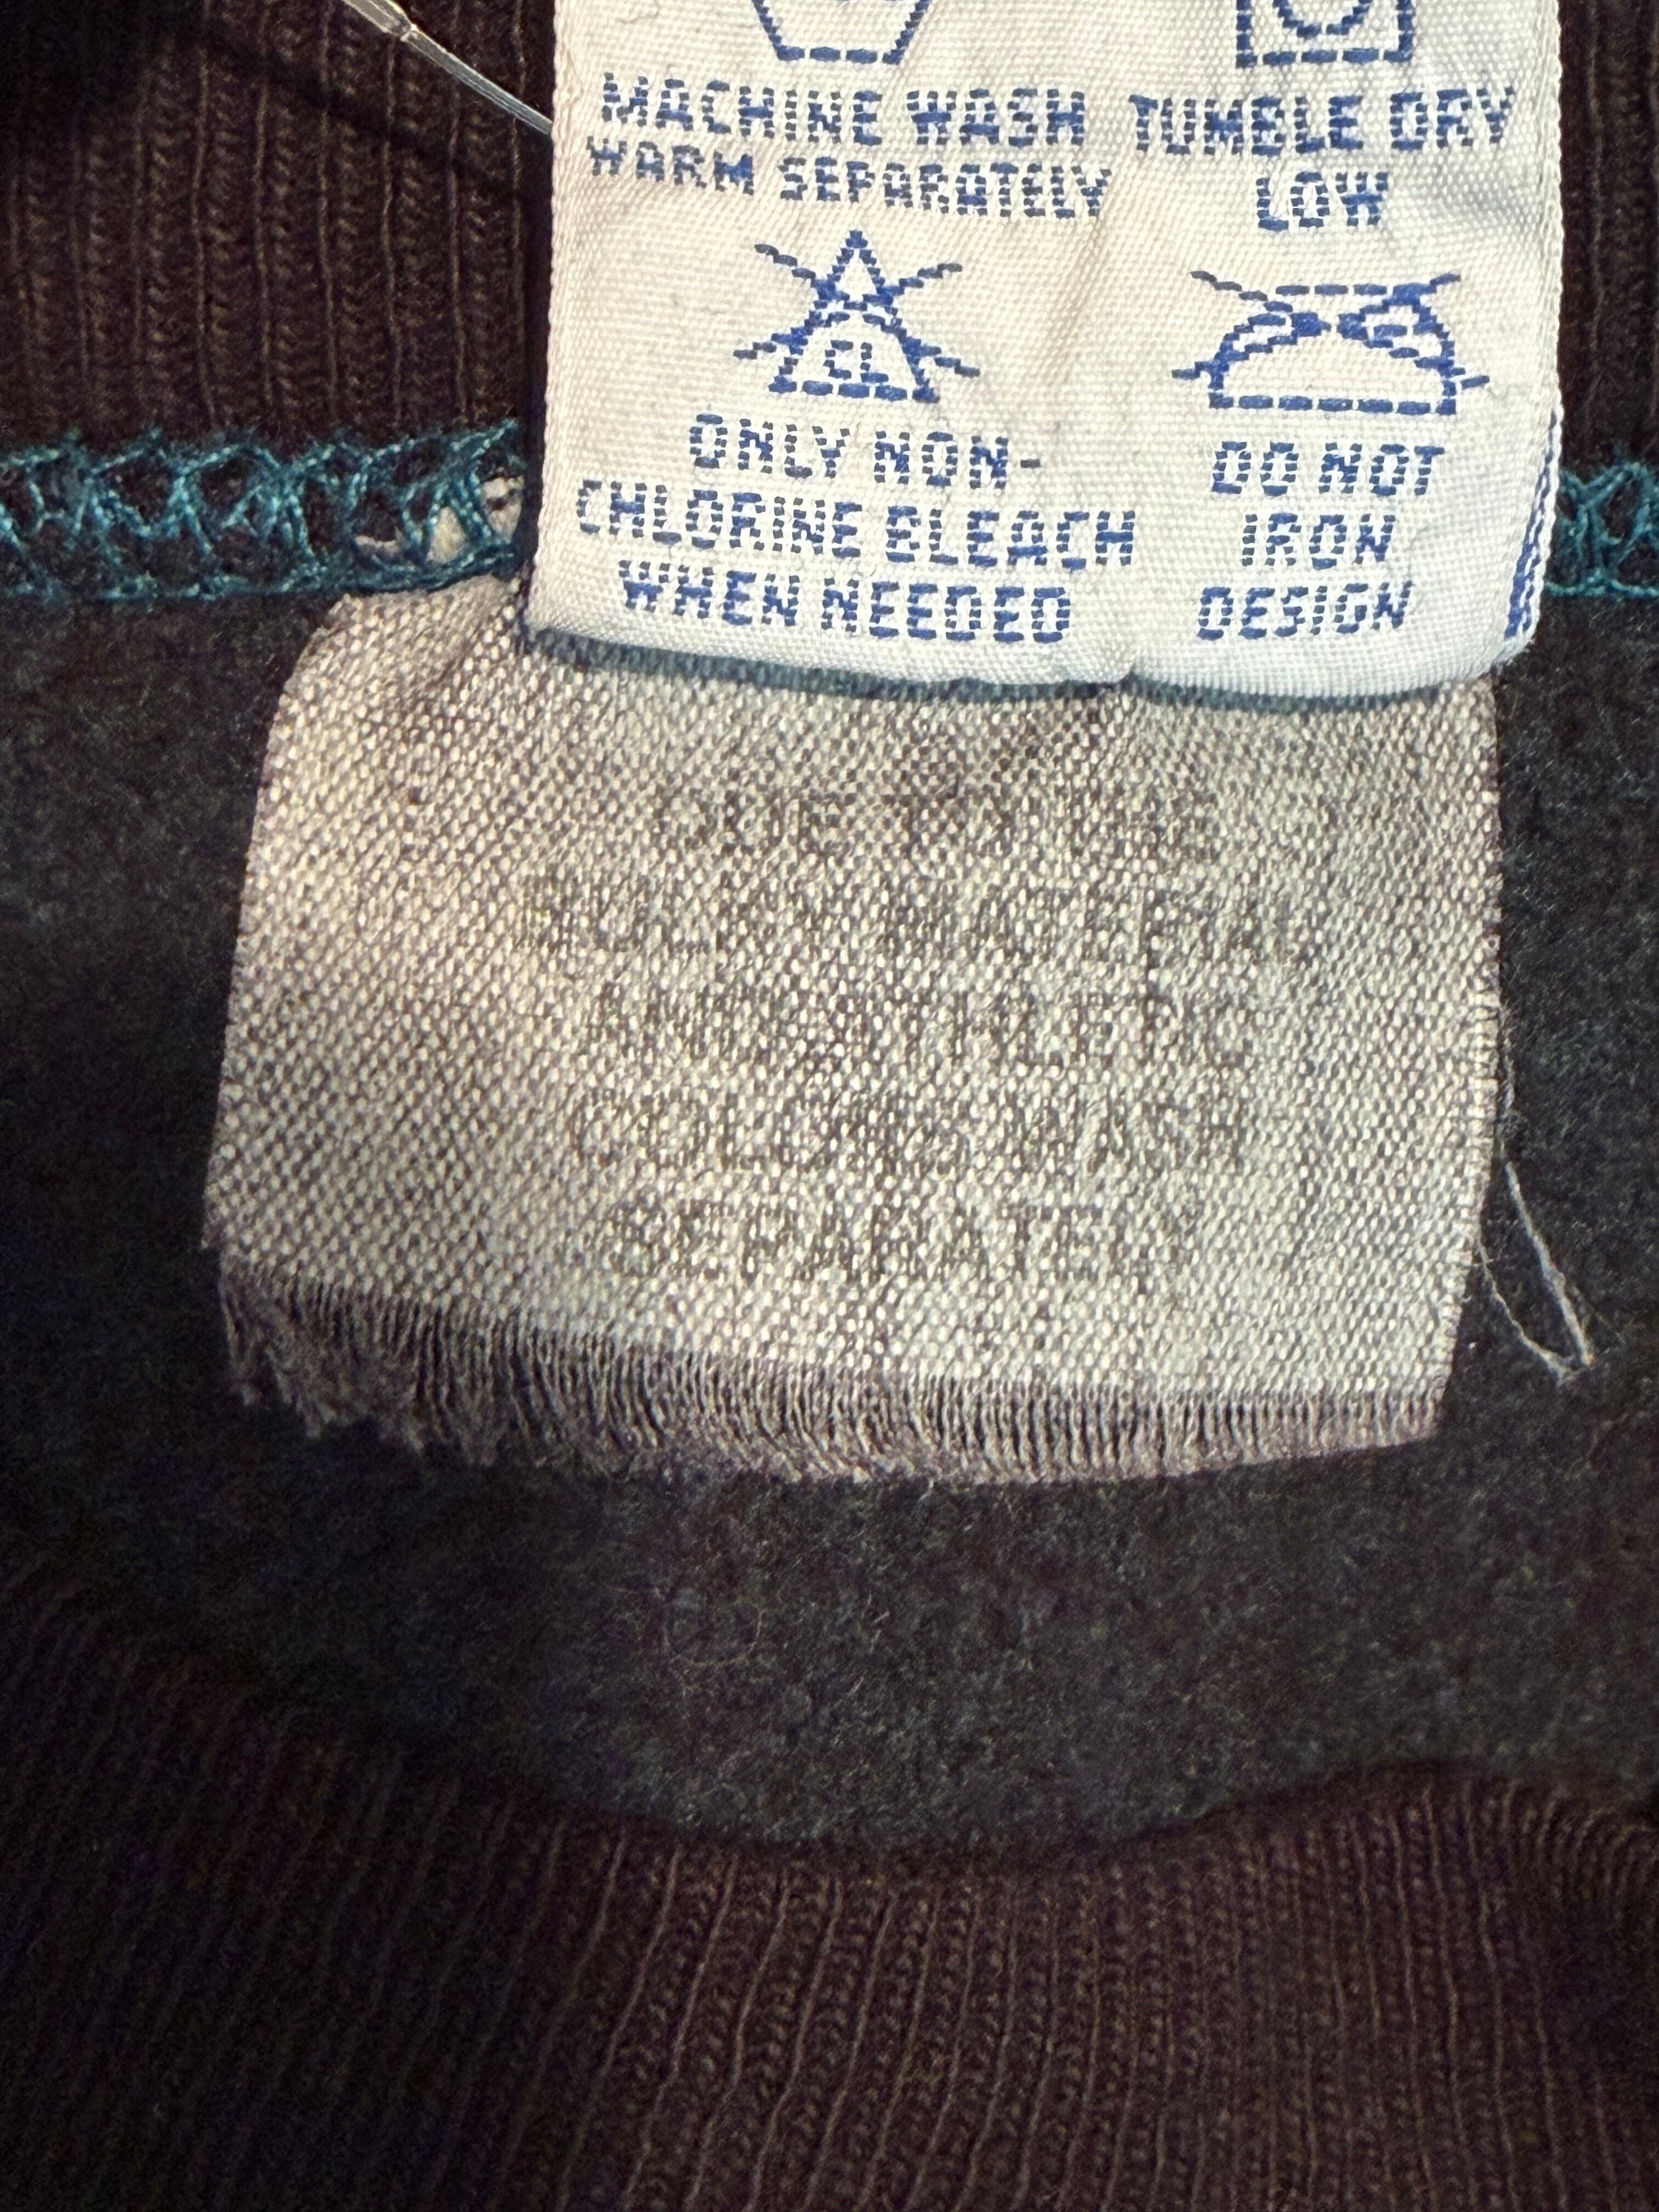 MACHINE WASH
WARM SEPARATELY
TUMBLE DRY
LOW
CL
ONLY NON-
CHLORINE BLEACH
WHEN NEEDED
DO NOT
IRON
DESIGN
DUE TO THE
MATERIAL
AND ATHLETIC
COLORS WASH
SEPARATELY